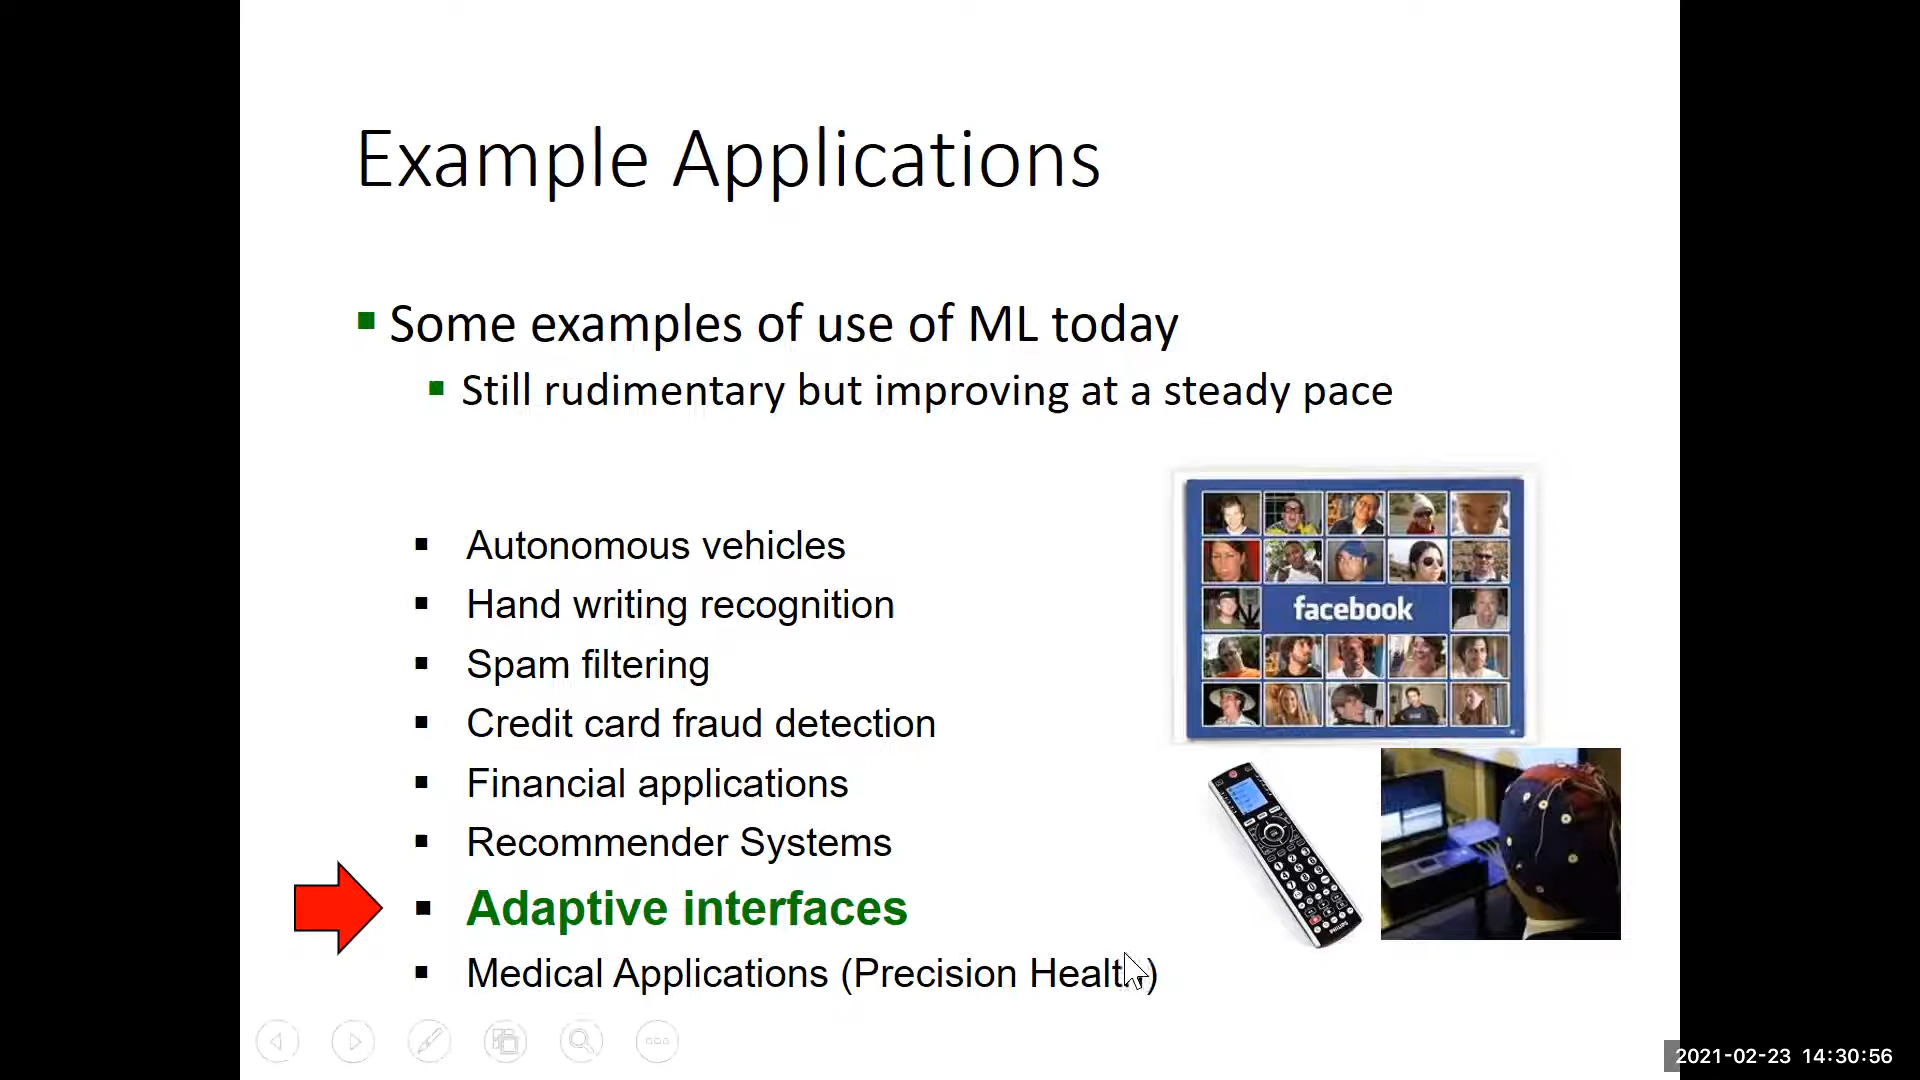 Example Applications
Some examples of use of ML today
Still rudimentary but improving at a steady pace
Autonomous vehicles
Hand writing recognition
Spam filtering
Credit card fraud detection
Financial applications
Recommender Systems
Adaptive interfaces
Medical Applications (Precision Health)
facebook
PHILIPS
2021-02-23 14:30:56